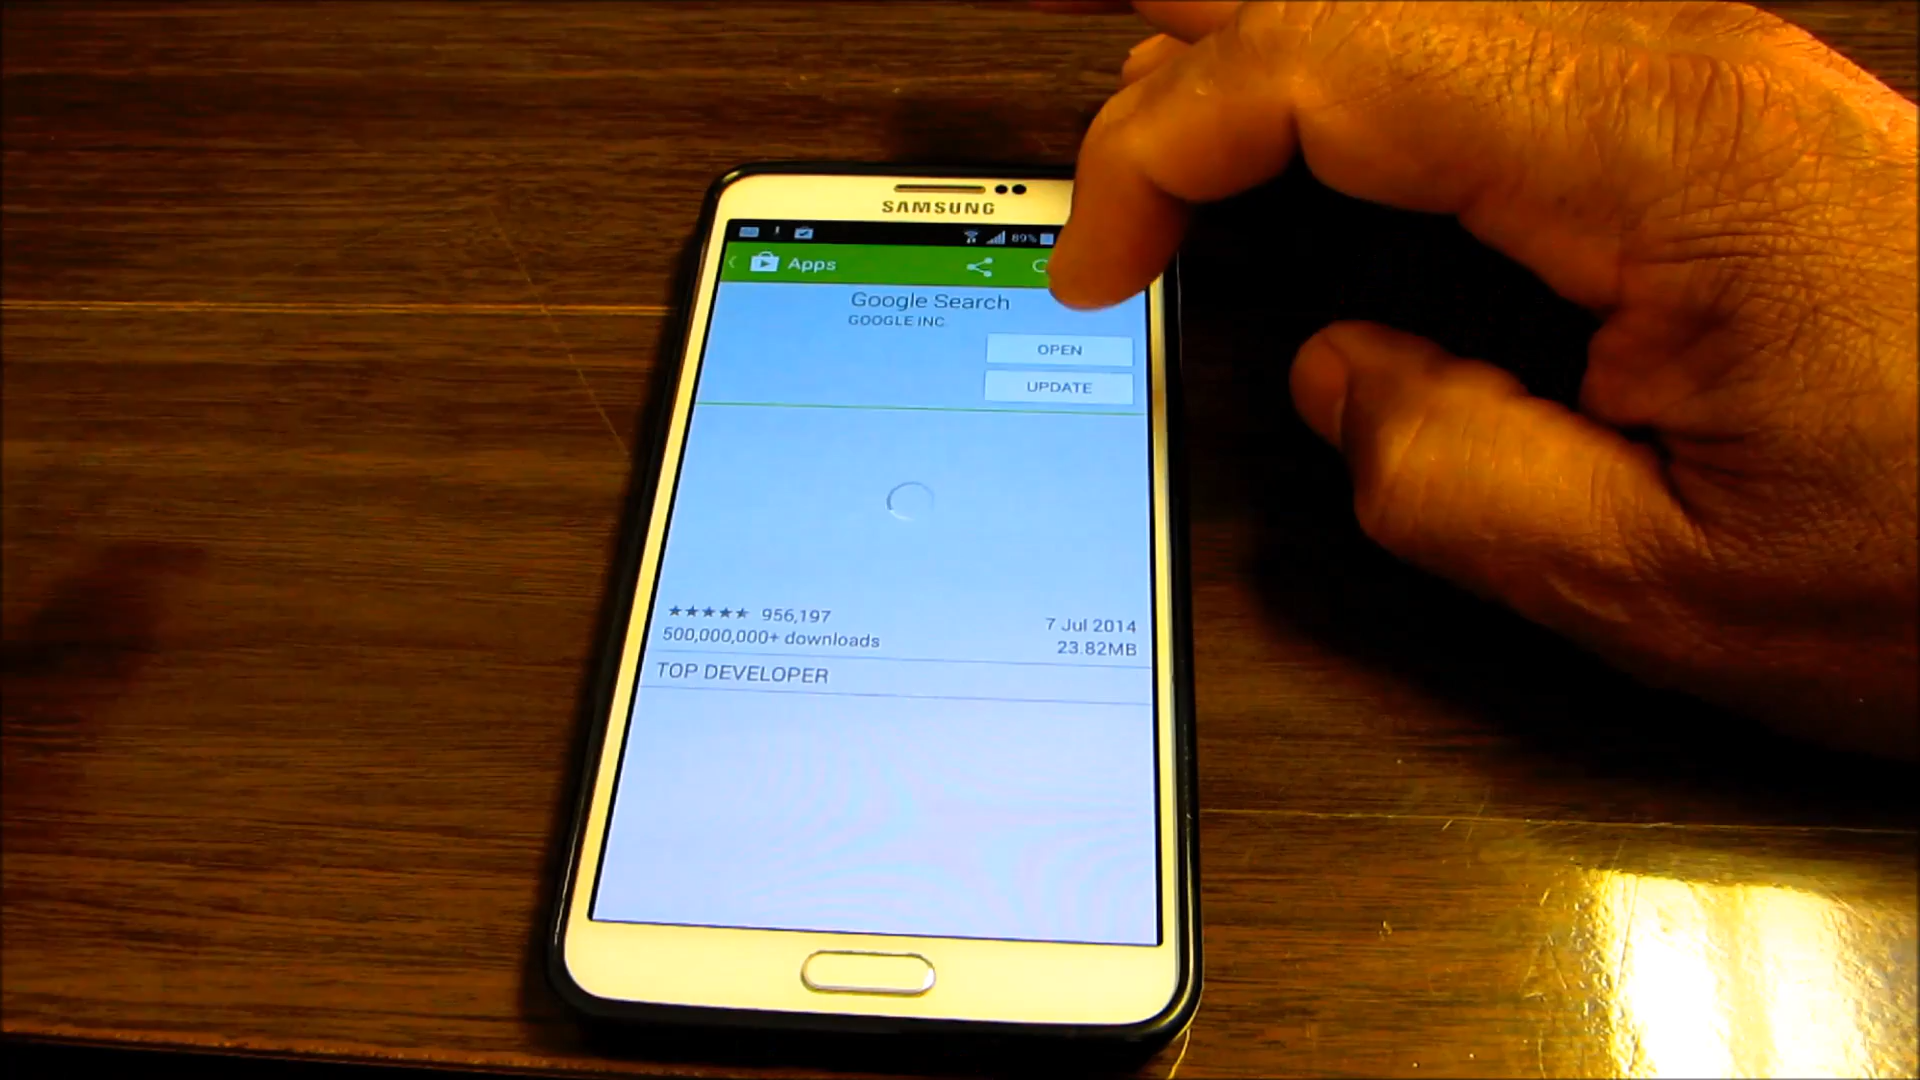 SAMSUNG
89%
Apps
Google Search
GOOGLE INC.
OPEN
UPDATE
956,197
7 Jul 2014
500,000,000+ downloads
23.82MB
TOP DEVELOPER